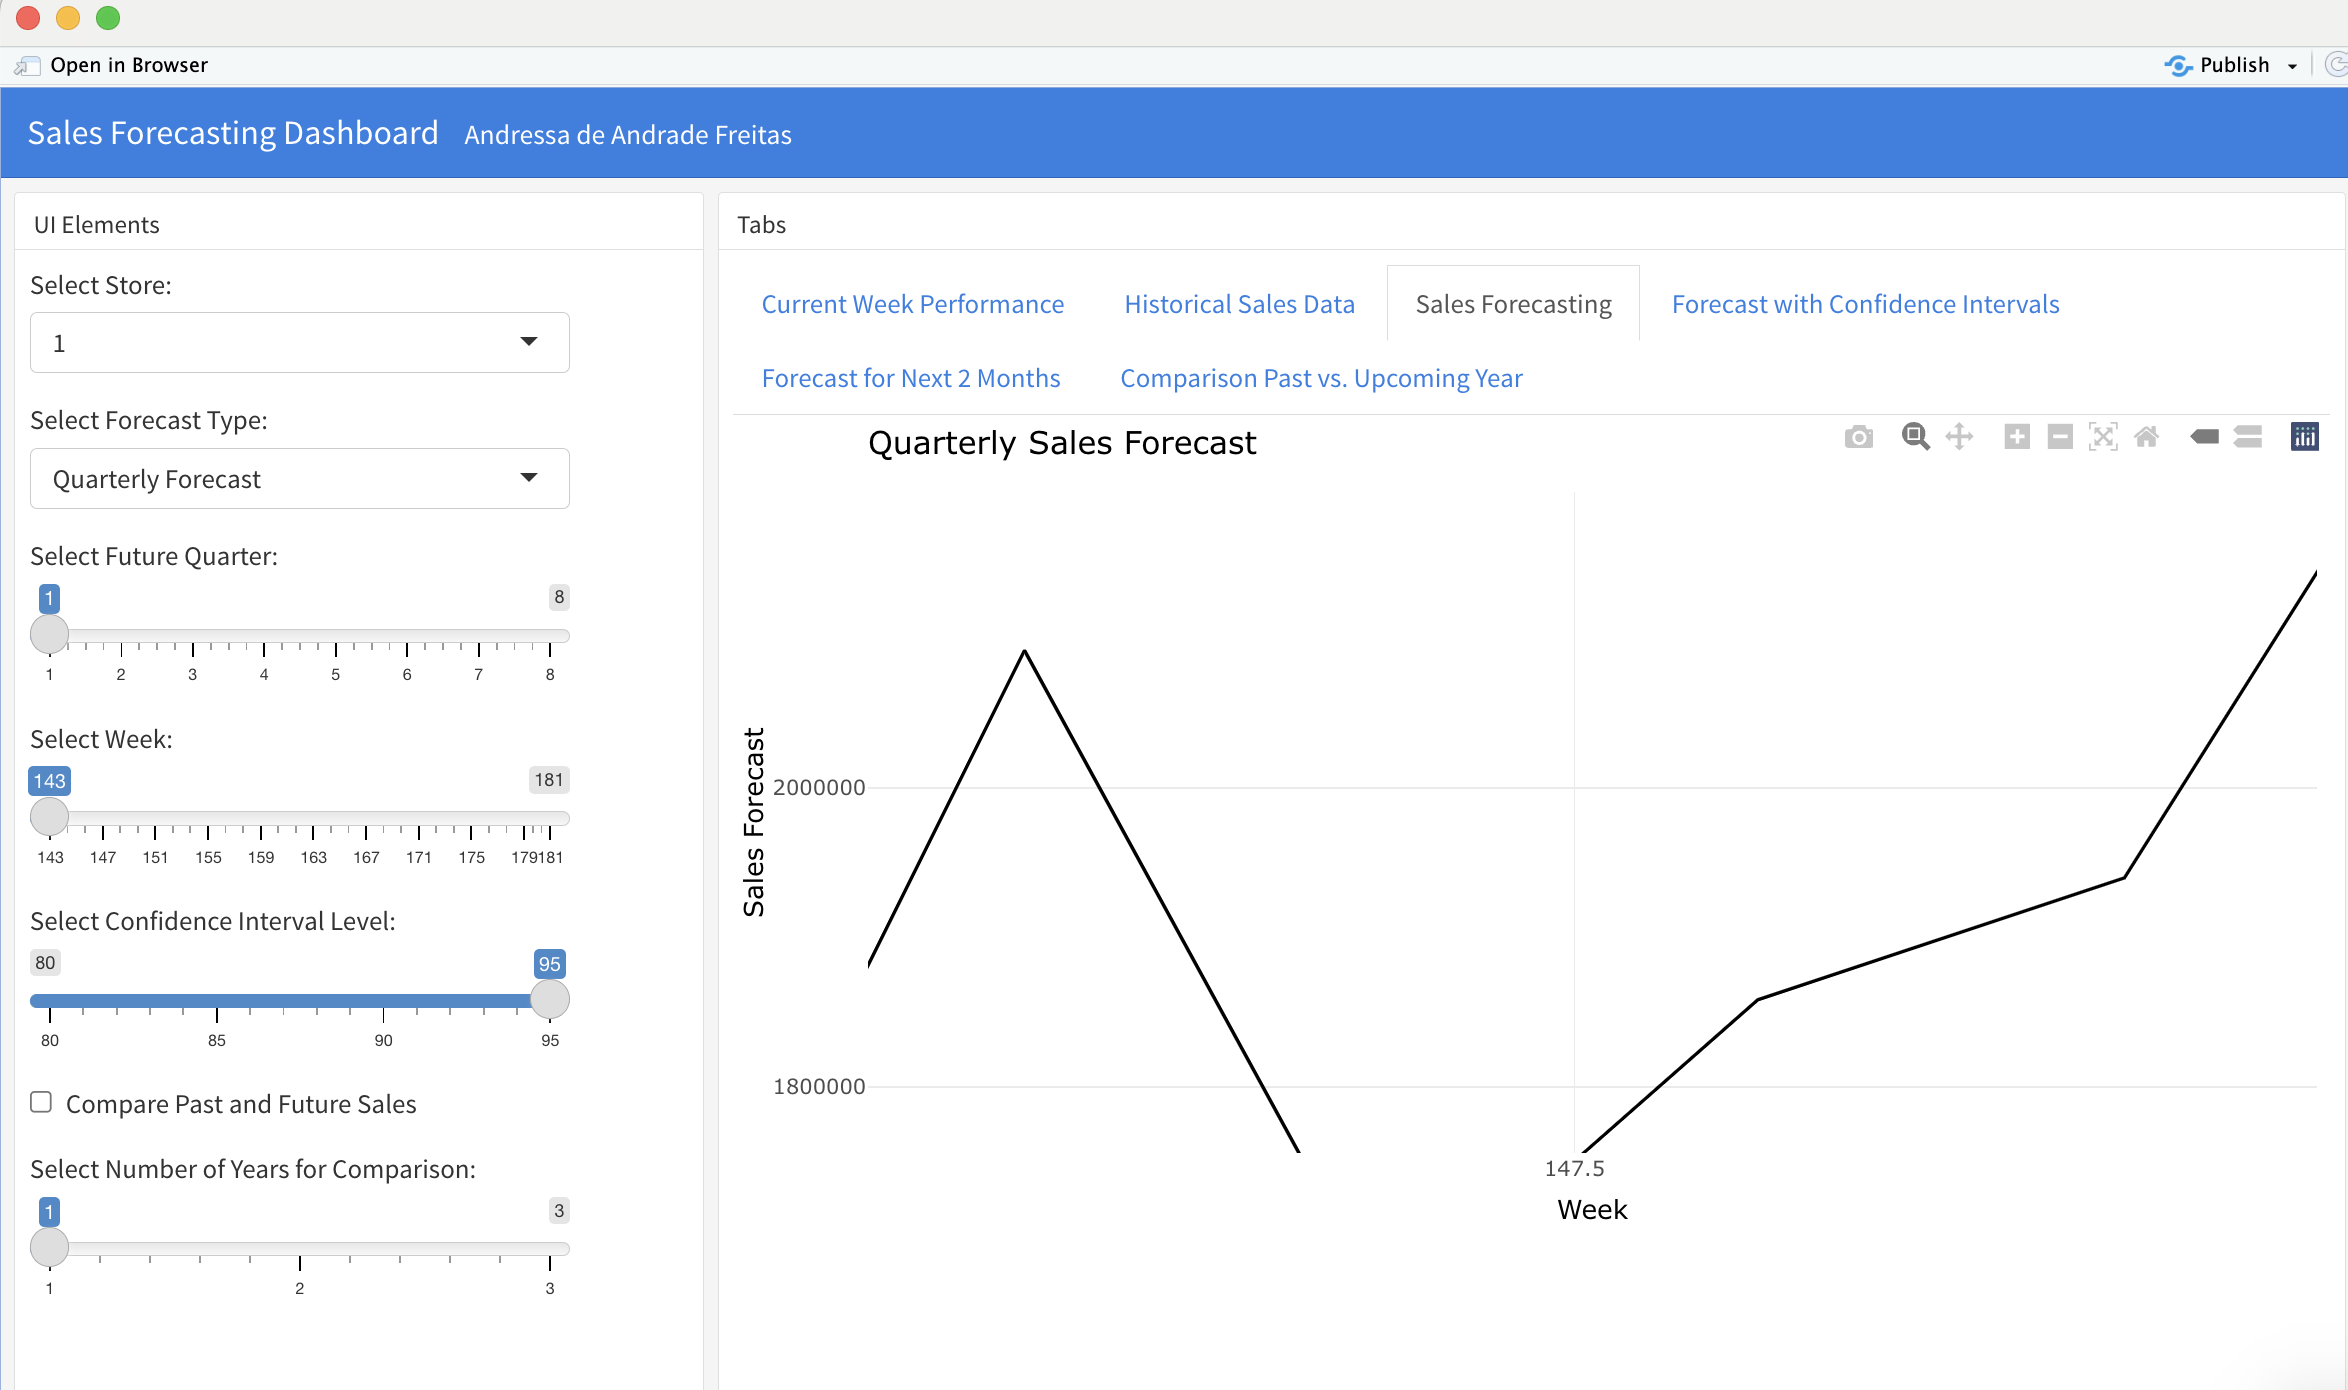 Open in Browser
Publish
Sales Forecasting Dashboard Andressa de Andrade Freitas
UI Elements
Select Store:
1
Select Forecast Type:
Quarterly Forecast
Select Future Quarter:
1 8
1 2 3 4 5 6 7 8
Select Week:
143 181
143 147 151 155 159 163 167 171 175 179181
Select Confidence Interval Level:
80 95
80 85 90 95
Compare Past and Future Sales
Select Number of Years for Comparison:
1 3
1 2 3
Tabs
Current Week Performance Historical Sales Data Sales Forecasting Forecast with Confidence Intervals
Forecast for Next 2 Months Comparison Past vs. Upcoming Year
Quarterly Sales Forecast
Sales Forecast
2000000
1800000
147.5
Week